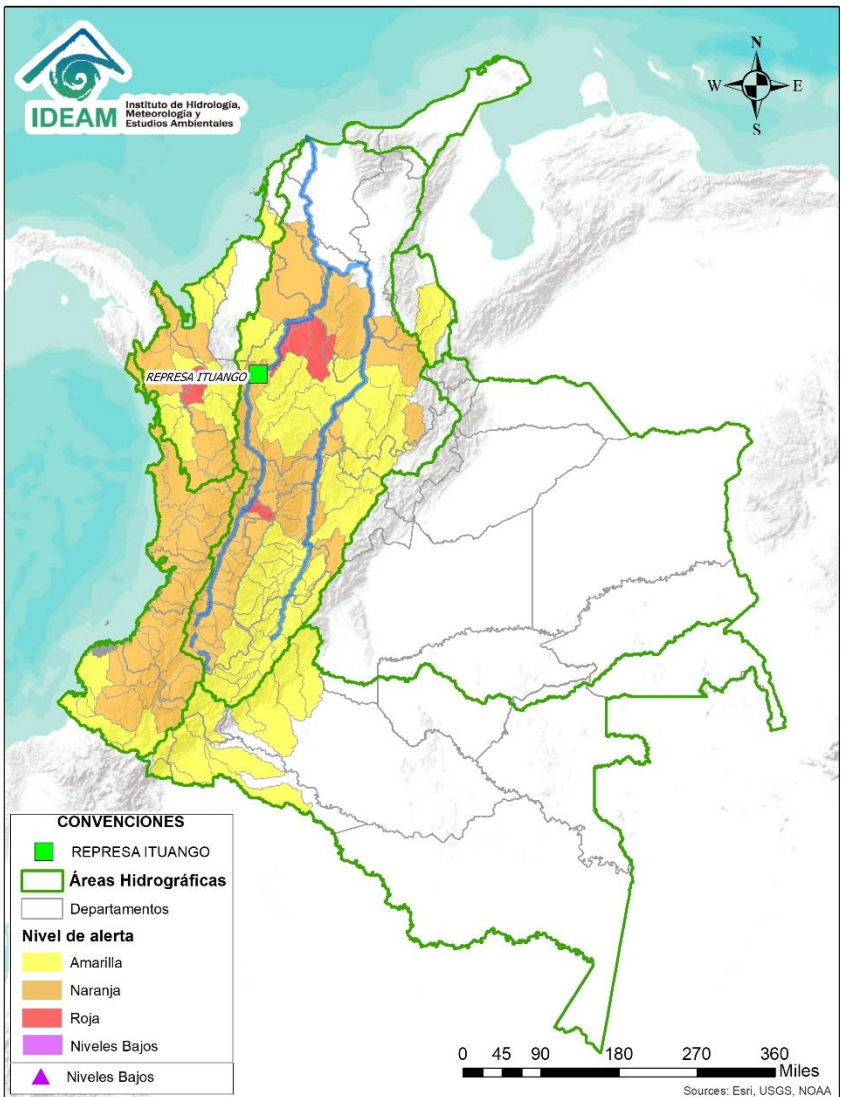 IDEAM
Instituto de Hidrología,
Meteorología y
Estudios Ambientales
N
W
E
S
REPRESA ITUANGO
CONVENCIONES
REPRESA ITUANGO
Áreas Hidrográficas
Departamentos
Nivel de alerta
Amarilla
Naranja
Roja
Niveles Bajos
Niveles Bajos
0 45 90 180 270 360
Miles
Sources: Esri, USGS, NOAA